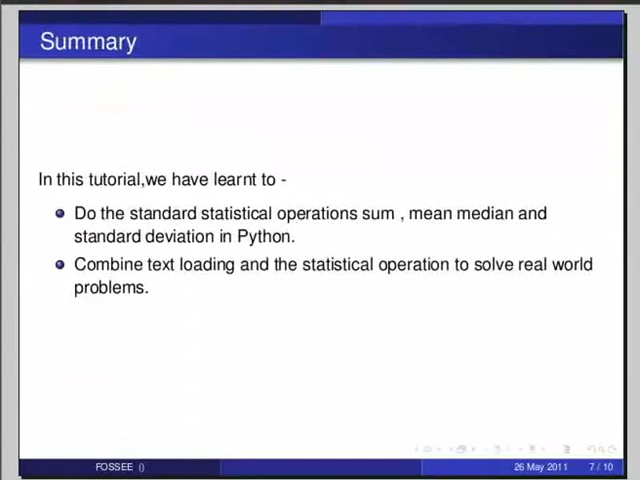 Summary
In this tutorial,we have learnt to -
Do the standard statistical operations sum , mean median and
standard deviation in Python.
Combine text loading and the statistical operation to solve real world
problems.
FOSSEE () 26 May 2011 7 / 10